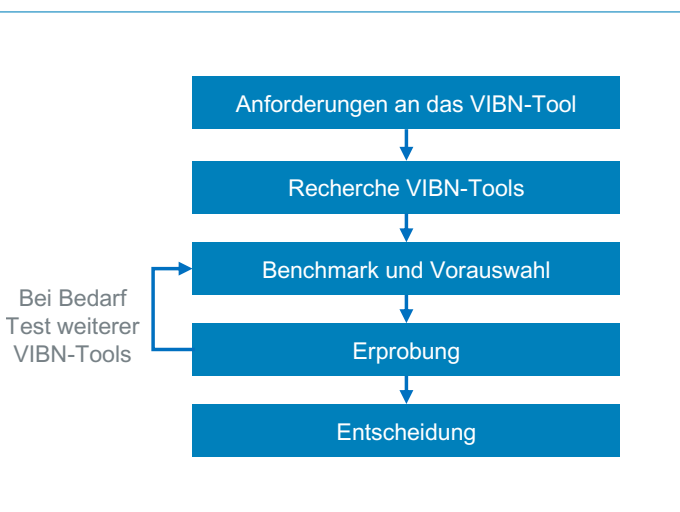 Anforderungen an das VIBN-Tool
Recherche VIBN-Tools
Benchmark und Vorauswahl
Bei Bedarf
Test weiterer
VIBN-Tools
Erprobung
Entscheidung